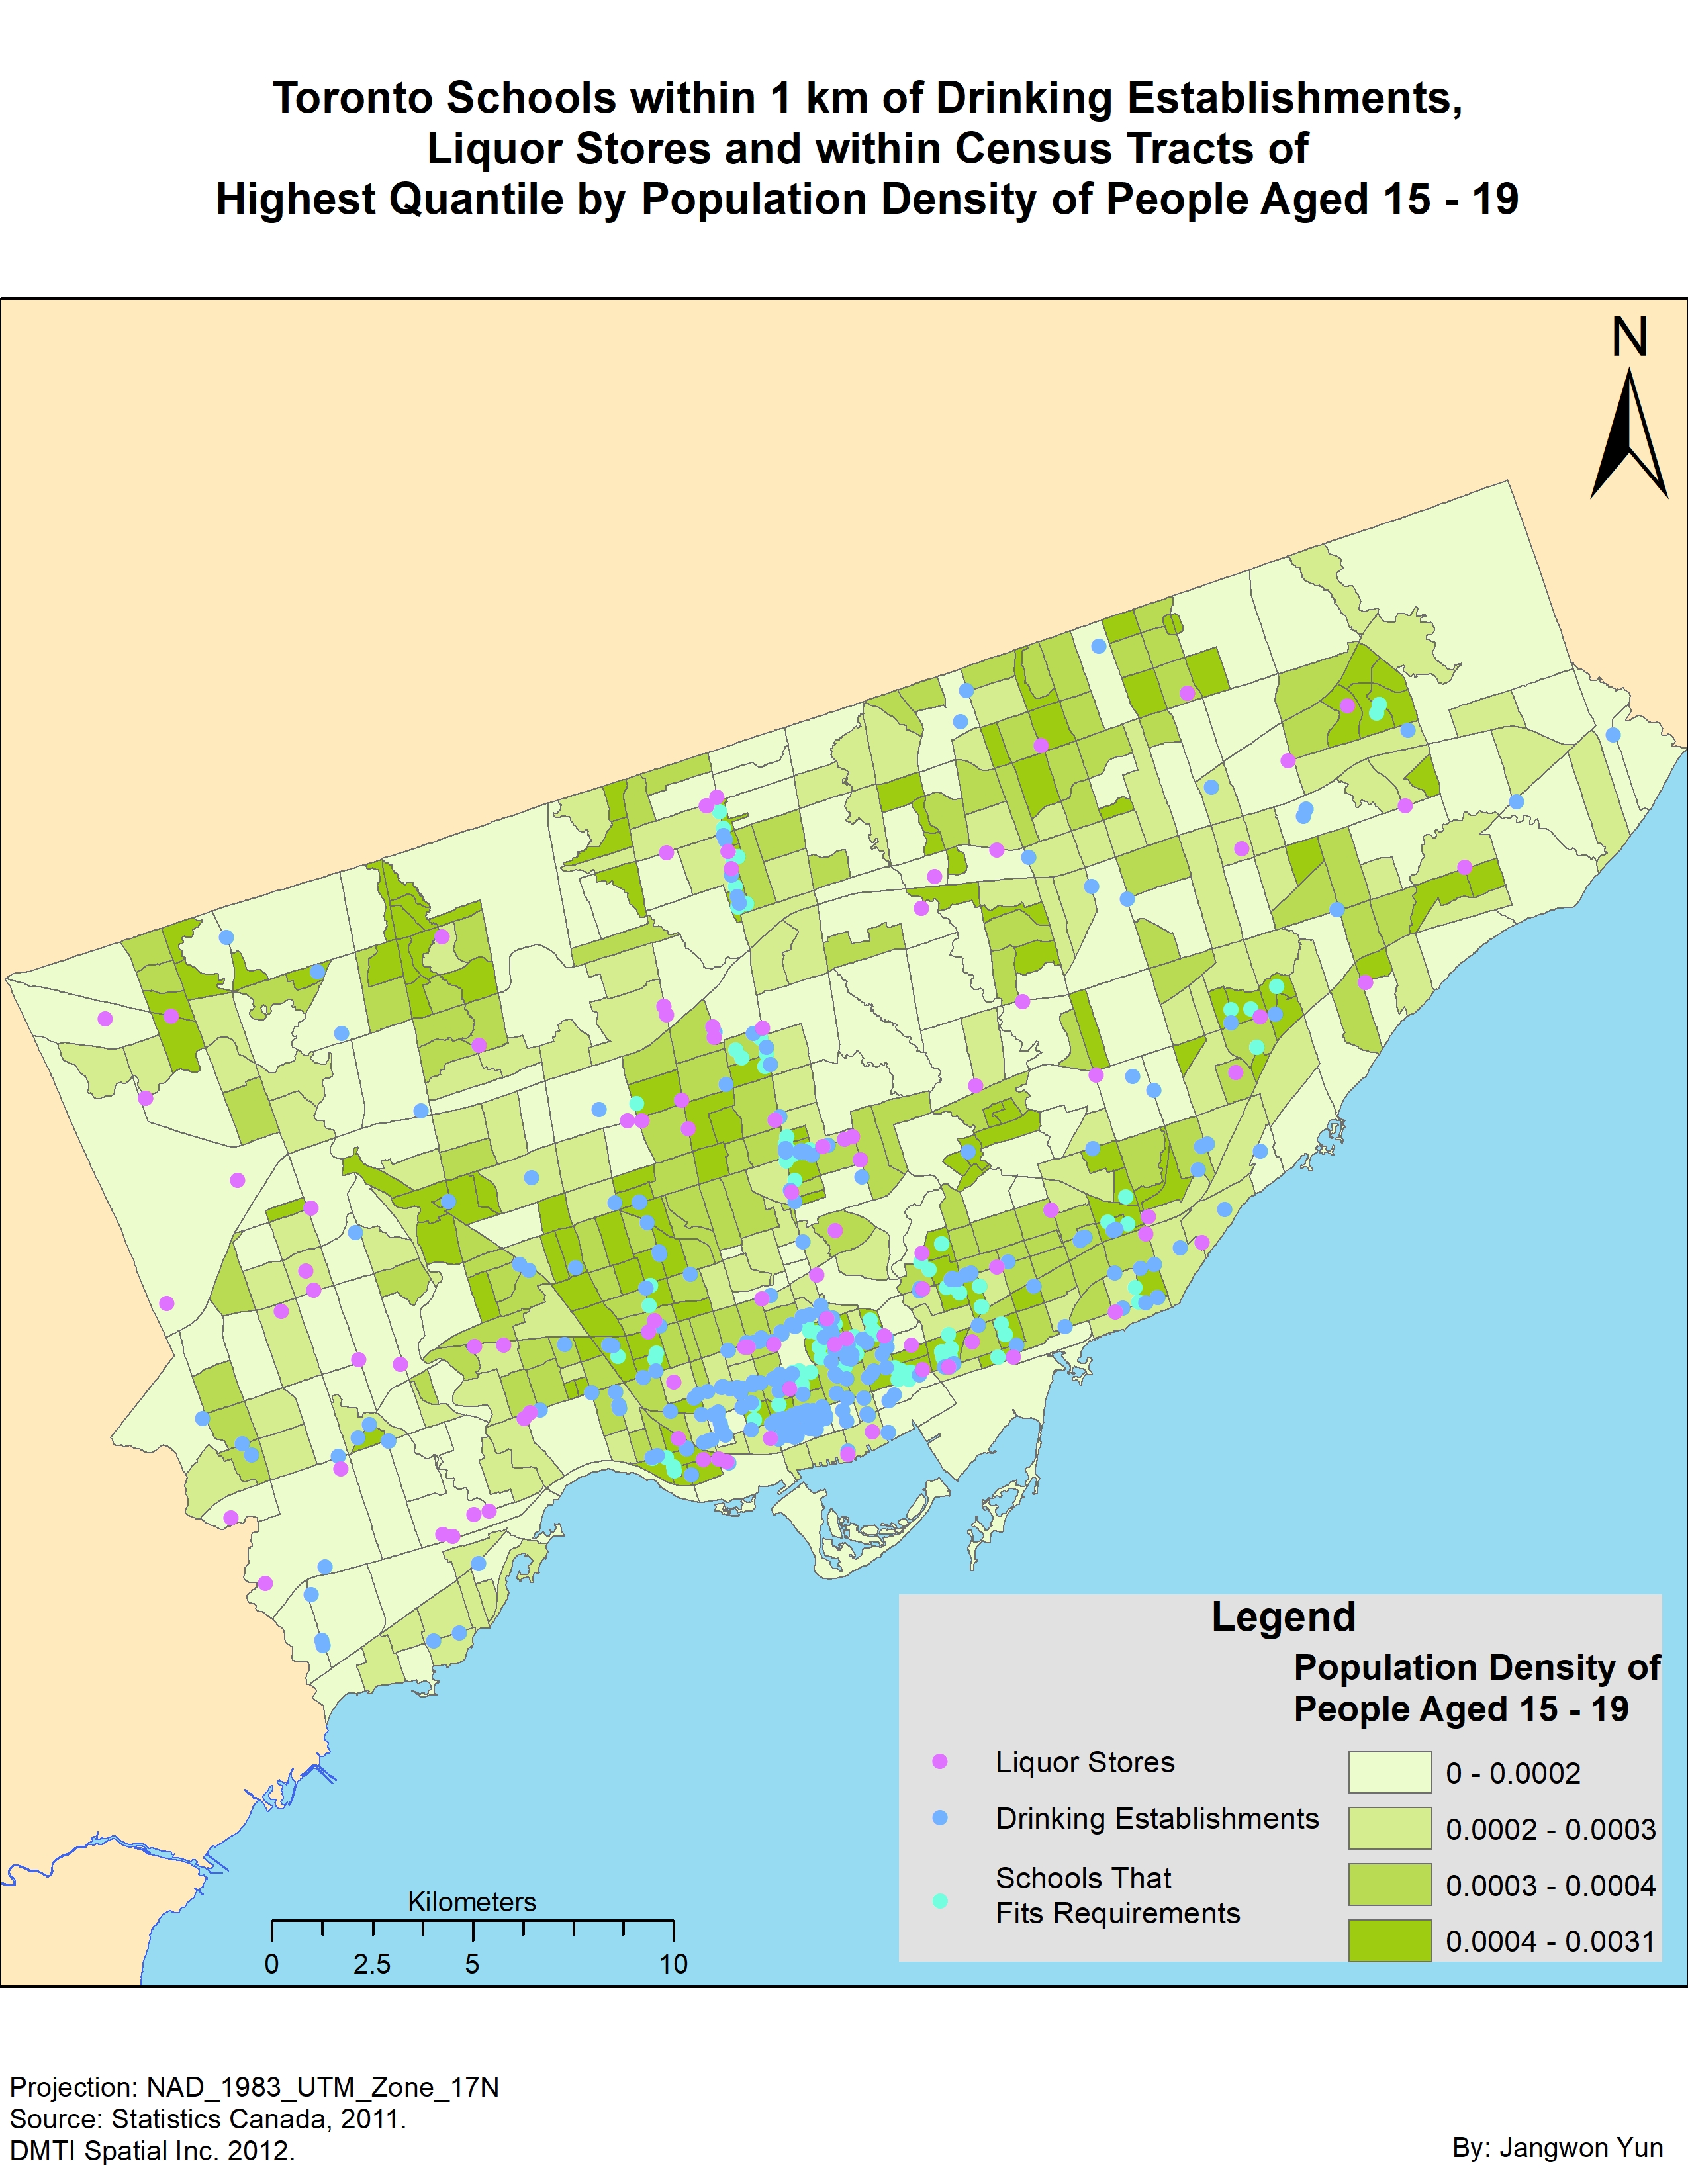 Toronto Schools within 1 km of Drinking Establishments,
Liquor Stores and within Census Tracts of
Highest Quantile by Population Density of People Aged 15 - 19
N
Legend
Population Density of
People Aged 15 - 19
Liquor Stores
Drinking Establishments
Schools That
Fits Requirements
0 - 0.0002
0.0002 - 0.0003
0.0003 - 0.0004
0.0004 - 0.0031
Kilometers
0 2.5 5 10
Projection: NAD_1983_UTM_Zone_17N
Source: Statistics Canada, 2011.
DMTI Spatial Inc. 2012.
By: Jangwon Yun